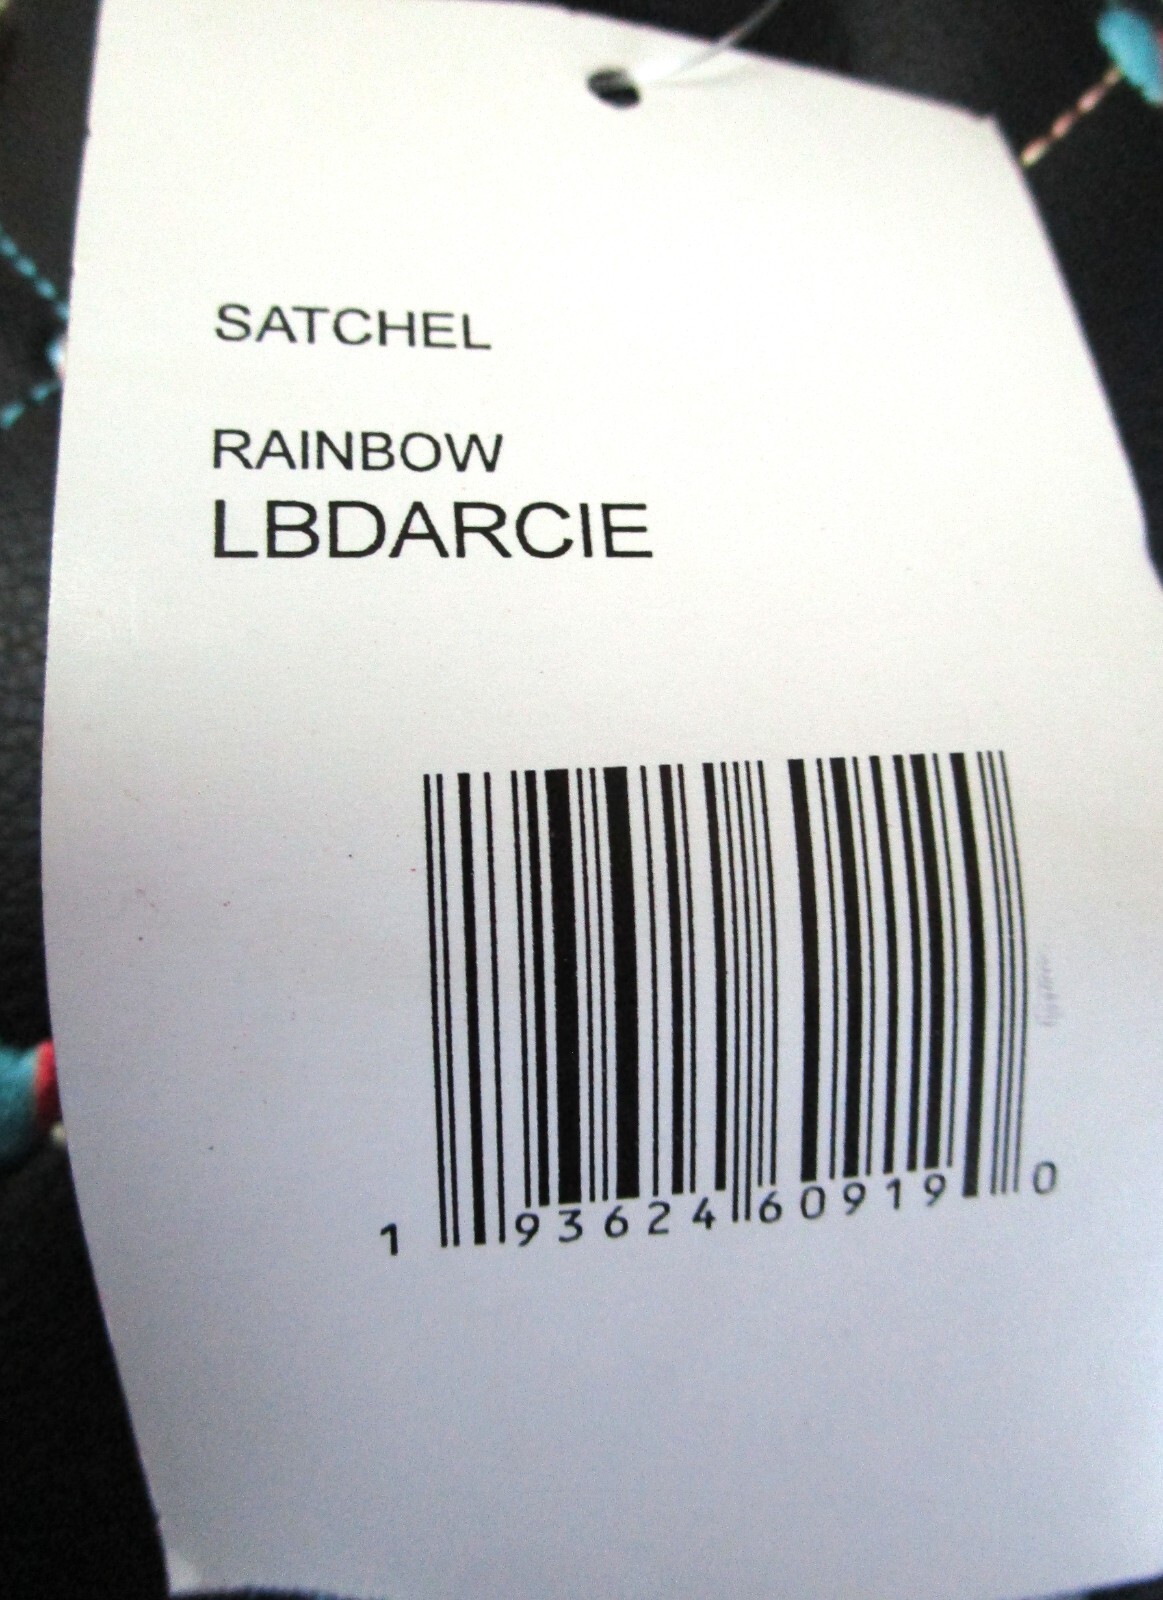 SATCHEL
RAINBOW
LBDARCIE
1 93624 60919 0